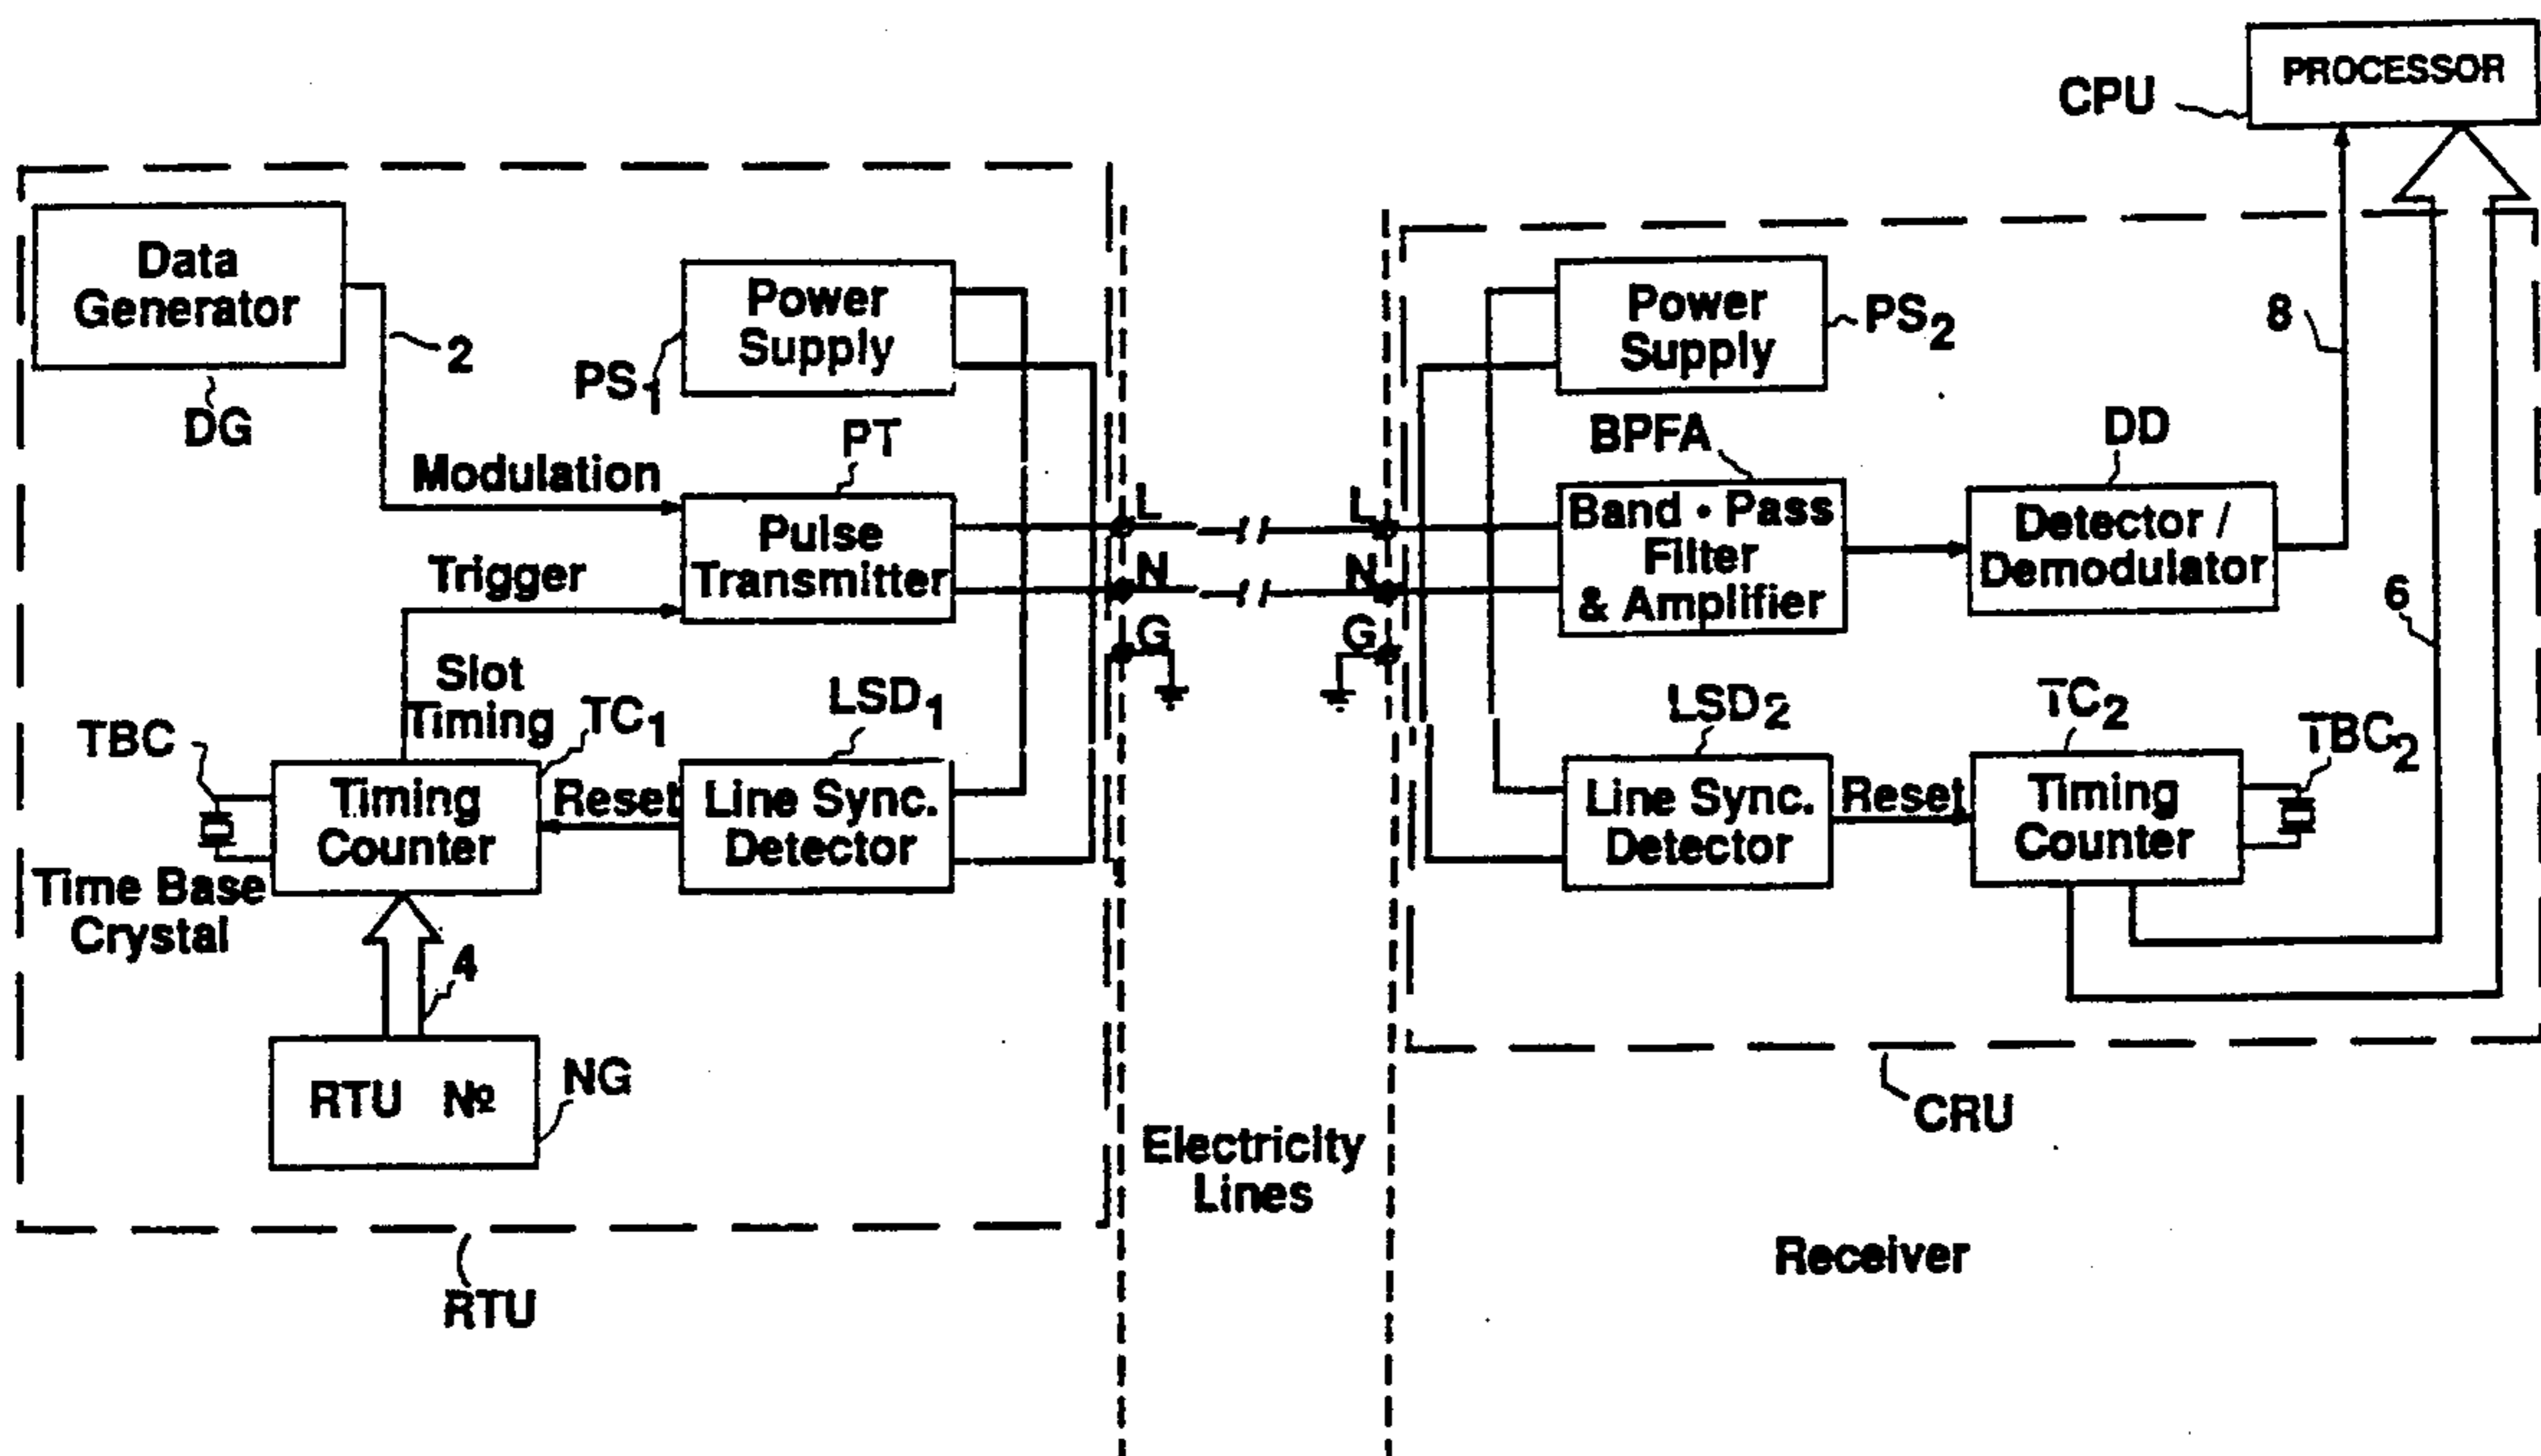 PROCESSOR
CPU
Data
Generator
DG
2
Power
Supply
PS1
PT
Modulation
Pulse
Transmitter
Trigger
Slot
Timing
TC1
LSD1
TBC
Timing
Counter
Reset
Line Sync.
Detector
Time Base
Crystal
4
RTU №
NG
RTU
L
N
G
L
N
G
Electricity
Lines
Power
Supply
PS2
8
BPFA
DD
Band · Pass
Filter
& Amplifier
Detector /
Demodulator
6
LSD2
TC2
TBC2
Line Sync.
Detector
Reset
Timing
Counter
CRU
Receiver